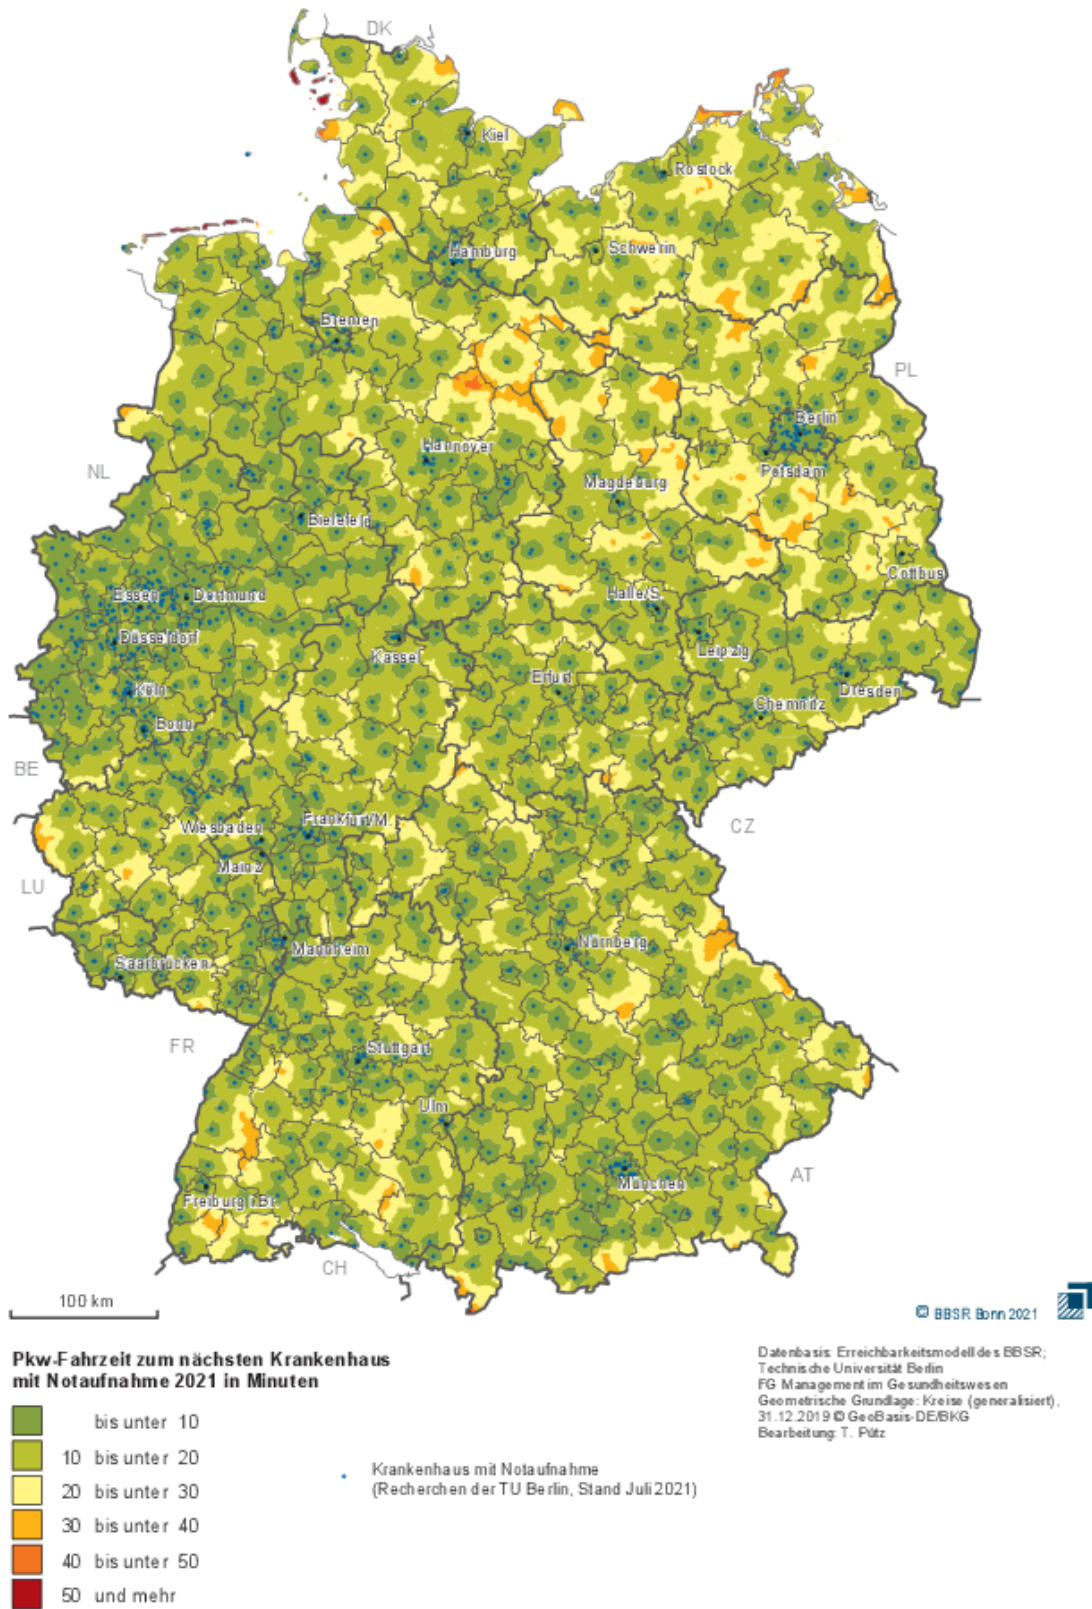 DK
Kiel
Rostock
Hamburg
Schwerin
Bremen
PL
Berlin
Hannover
NL
Potsdam
Magdeburg
Bielefeld
Cottbus
Essen
Dortmund
Halle/S.
Düsseldorf
Leipzig
Kassel
Erfurt
Dresden
Köln
Chemnitz
Bonn
BE
Frankfurt/M.
Wiesbaden
CZ
Mainz
LU
Nürnberg
Mannheim
Saarbrücken
FR
Stuttgart
Ulm
AT
München
Freiburg i.Br.
CH
100 km
© BBSR Bonn 2021
Pkw-Fahrzeit zum nächsten Krankenhaus
mit Notaufnahme 2021 in Minuten
bis unter 10
10 bis unter 20
20 bis unter 30
30 bis unter 40
40 bis unter 50
50 und mehr
Krankenhaus mit Notaufnahme
(Recherchen der TU Berlin, Stand Juli 2021)
Datenbasis: Erreichbarkeitsmodell des BBSR;
Technische Universität Berlin
FG Management im Gesundheitswesen
Geometrische Grundlage: Kreise (generalisiert),
31.12.2019 © GeoBasis-DE/BKG
Bearbeitung: T. Pütz